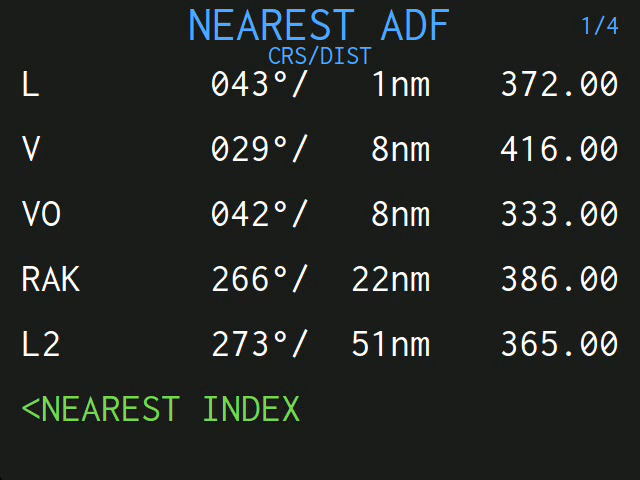 NEAREST ADF 1/4
CRS/DIST
L 043°/ 1nm 372.00
V 029°/ 8nm 416.00
VO 042°/ 8nm 333.00
RAK 266°/ 22nm 386.00
L2 273°/ 51nm 365.00
<NEAREST INDEX